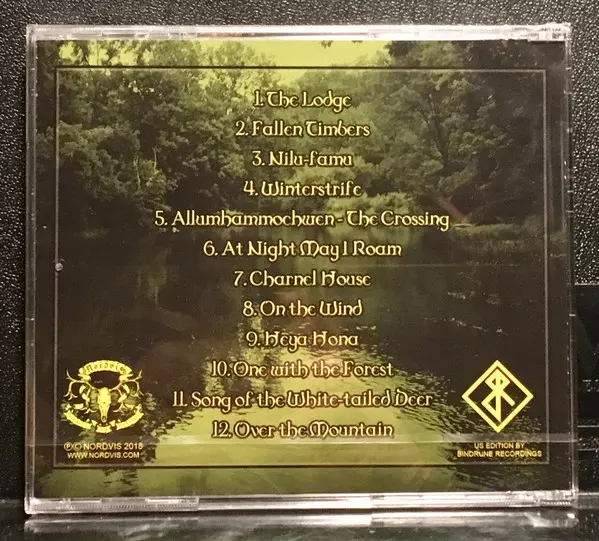 1. The Lodge
2. Fallen Timbers
3. Nilu-famu
4. Winterstrife
5. Allumhammochwen - The Crossing
6. At Night May I Roam
7. Charnel House
8. On the Wind
9. Heya Hona
10. One with the Forest
11. Song of the White-tailed Deer
12. Over the Mountain
Nordvis
℗© NORDVIS 2018
WWW.NORDVIS.COM
US EDITION BY
BINDRUNE RECORDINGS